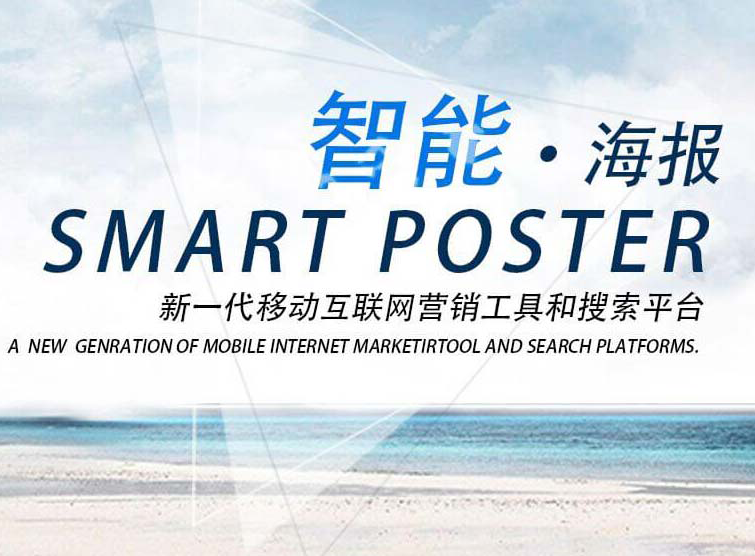 智能·海报
SMART POSTER
新一代移动互联网营销工具和搜索平台
A NEW GENRATION OF MOBILE INTERNET MARKETIRTOOL AND SEARCH PLATFORMS.